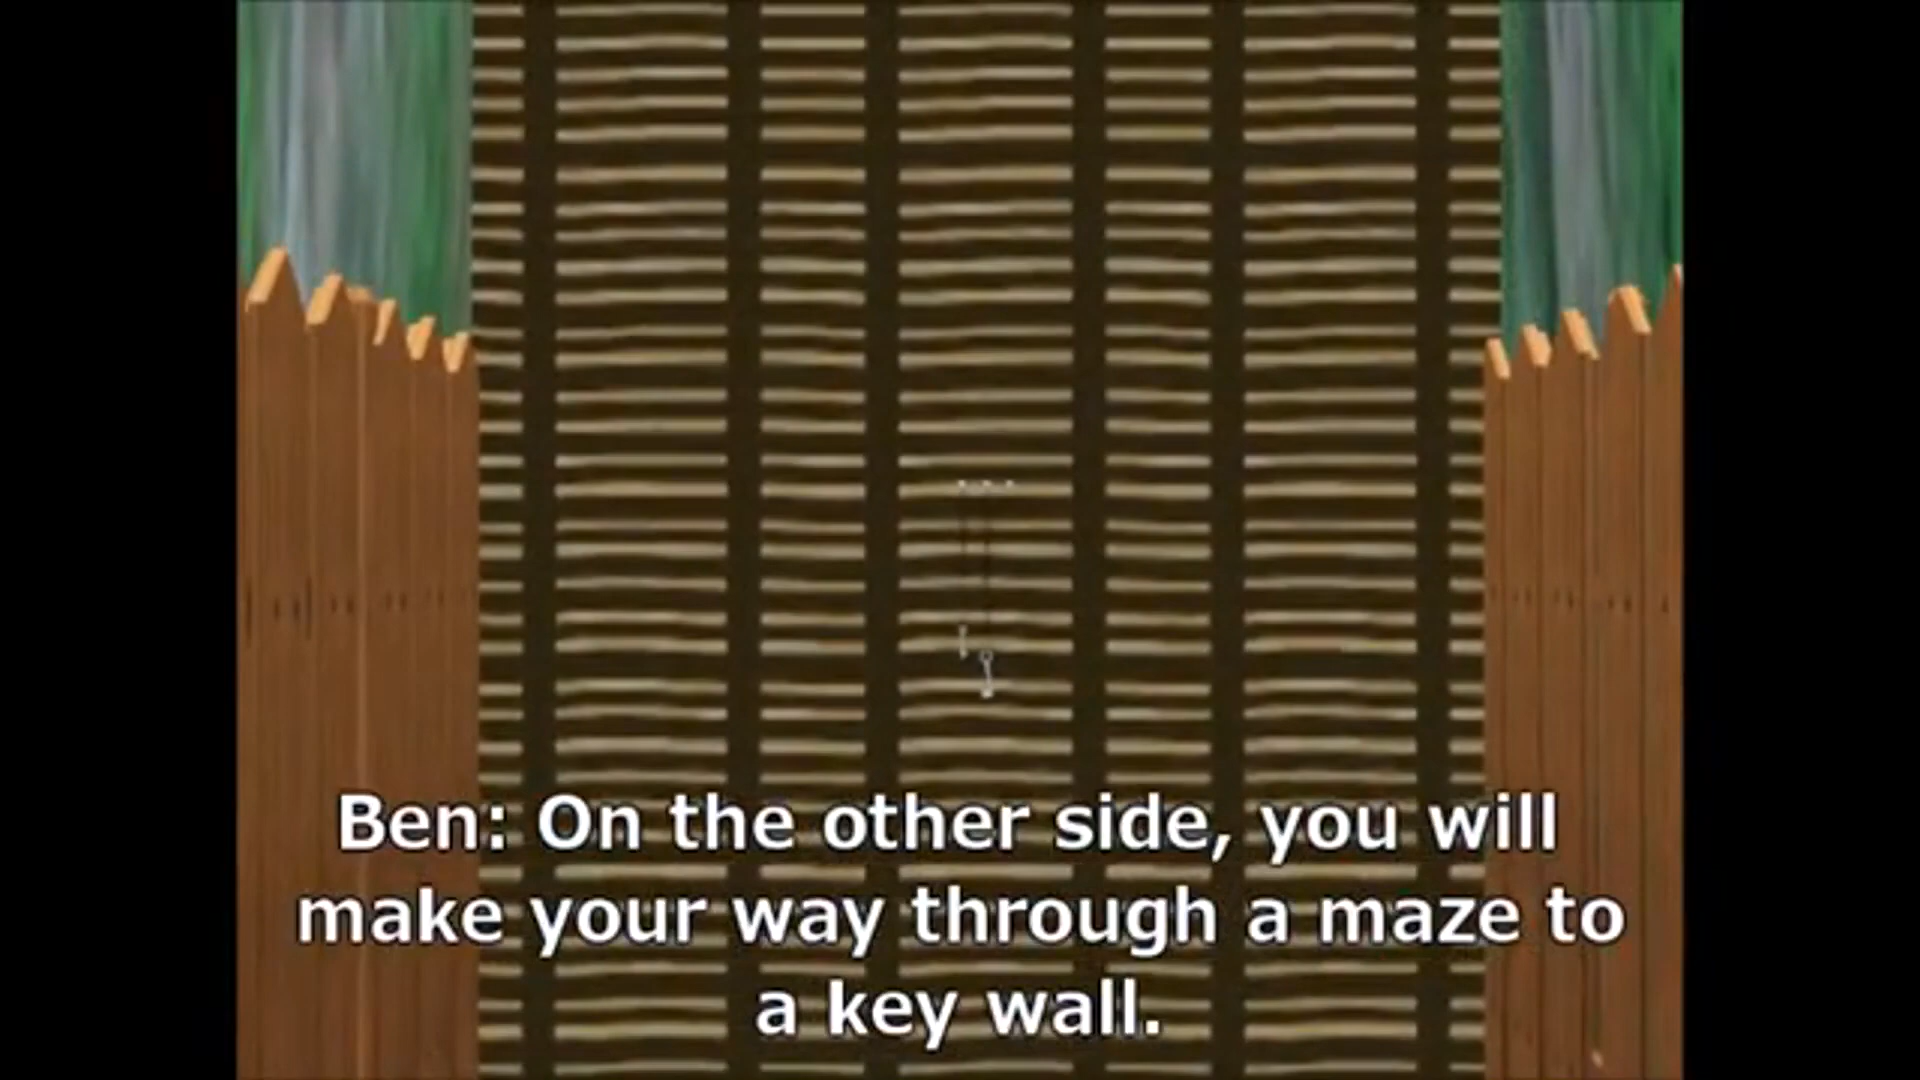 Ben: On the other side, you will
make your way through a maze to
a key wall.